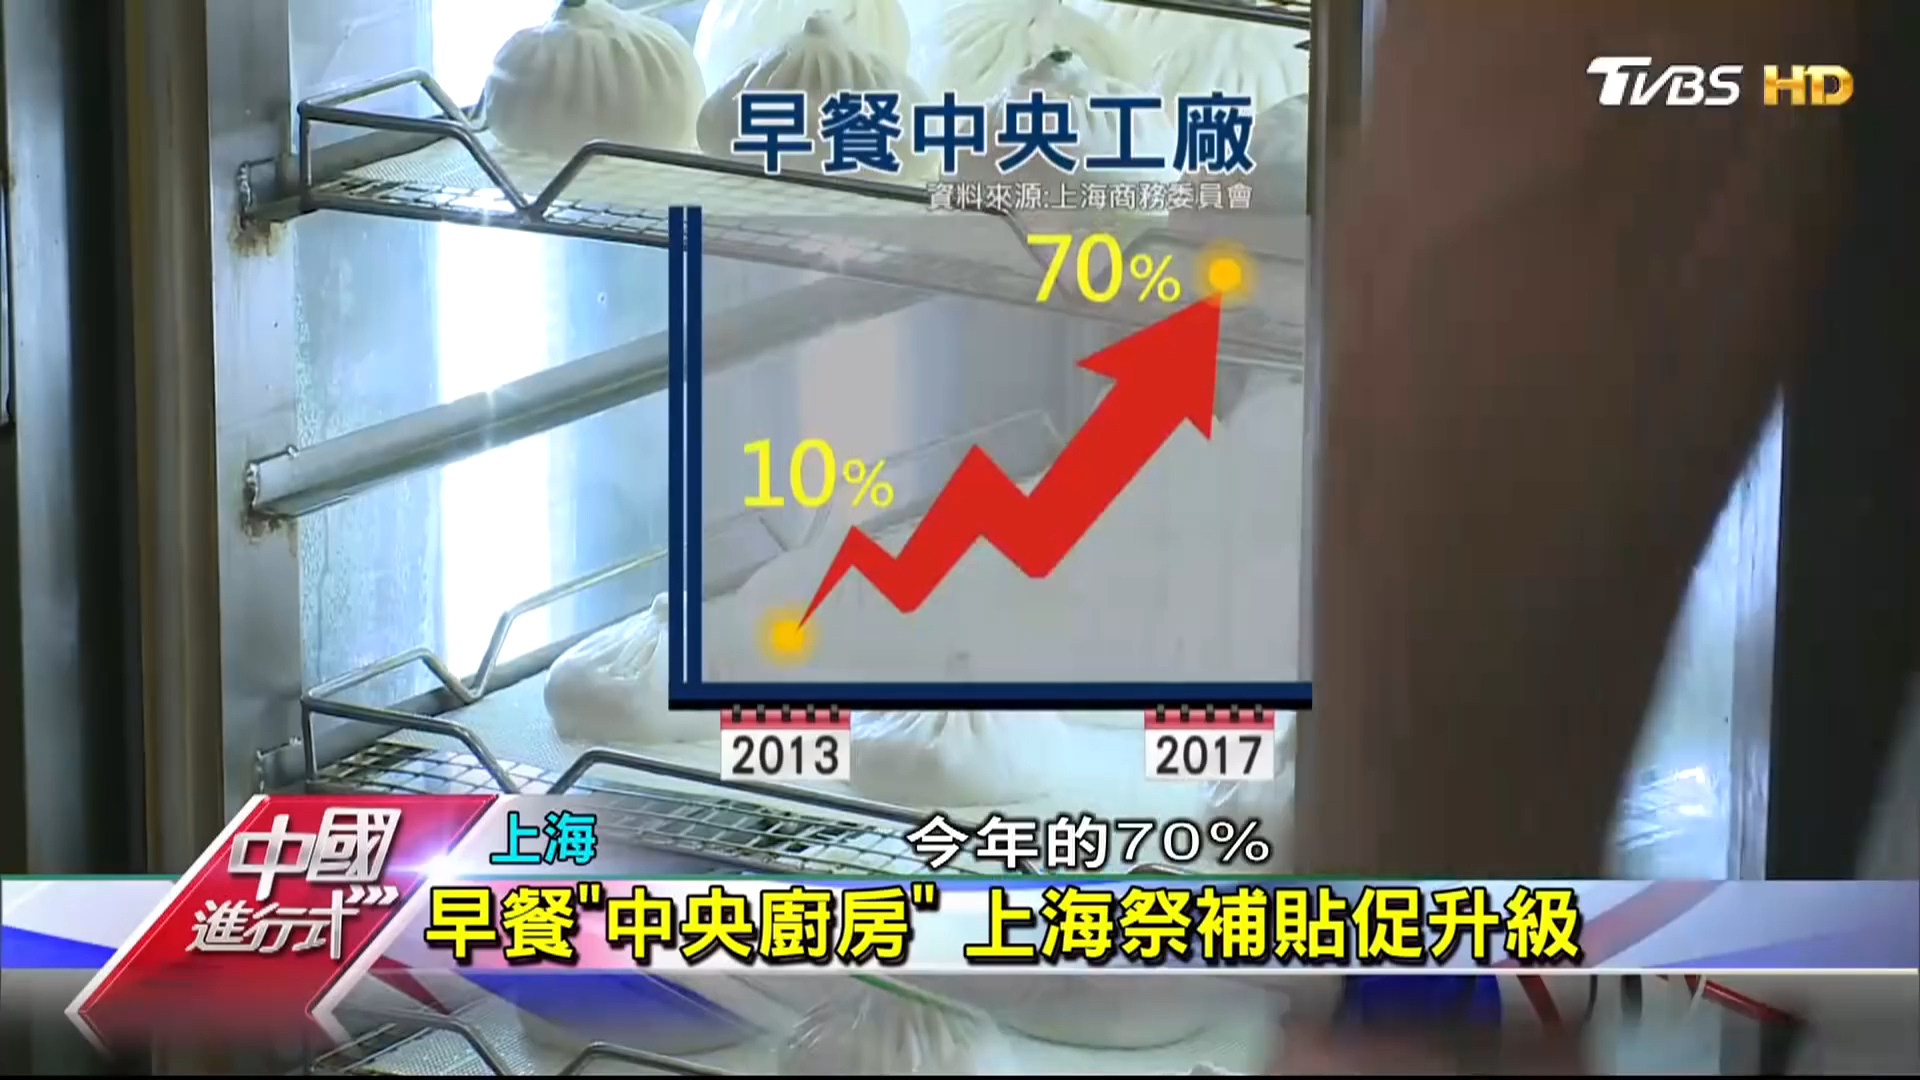 TVBS HD
早餐中央工廠
資料來源:上海商務委員會
70%
10%
2013
2017
上海
今年的70%
中國進行式
早餐"中央廚房" 上海祭補貼促升級